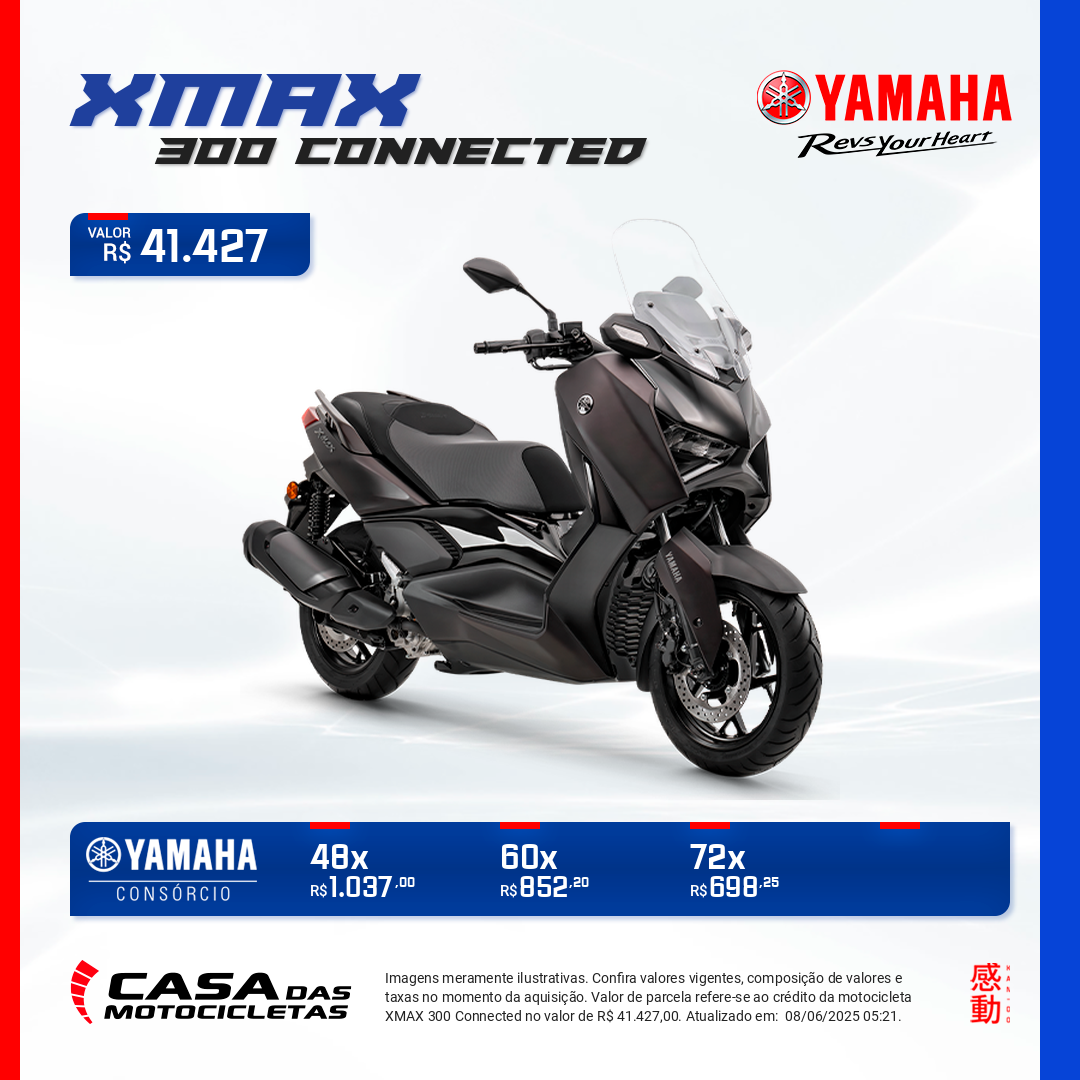 XMAX
300 CONNECTED
YAMAHA
Revs Your Heart
VALOR
R$ 41.427
XMAX
YAMAHA
YAMAHA
CONSÓRCIO
48x
R$ 1.037,00
60x
R$ 852,20
72x
R$ 698,25
CASA DAS
MOTOCICLETAS
Imagens meramente ilustrativas. Confira valores vigentes, composição de valores e
taxas no momento da aquisição. Valor de parcela refere-se ao crédito da motocicleta
XMAX 300 Connected no valor de R$ 41.427,00. Atualizado em: 08/06/2025 05:21.
感動
KANDO